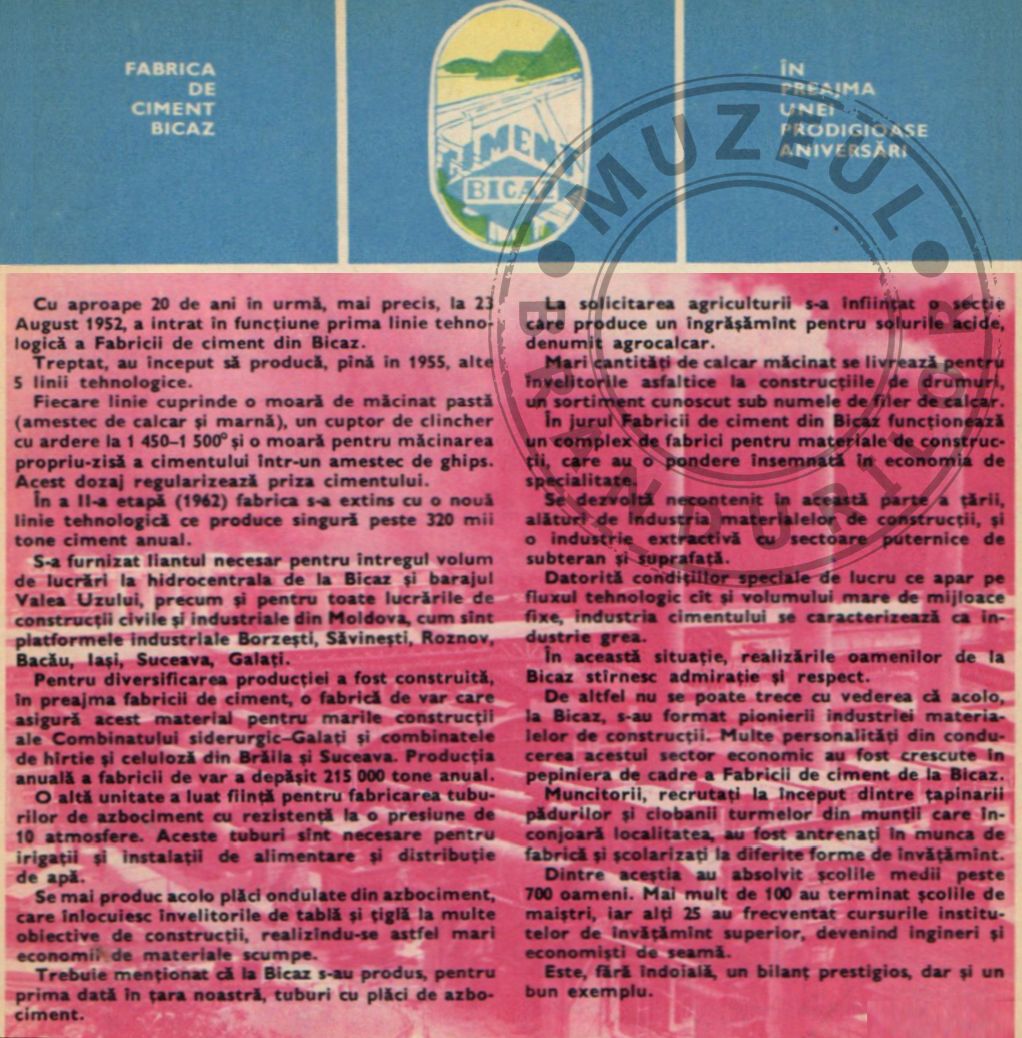 FABRICA
DE
CIMENT
BICAZ
CIMENT
BICAZ
ÎN
PREAJMA
UNEI
PRODIGIOASE
ANIVERSĂRI
MUZEUL
BRANDURILOR
Cu aproape 20 de ani în urmă, mai precis, la 23
August 1952, a intrat în funcțiune prima linie tehno-
logică a Fabricii de ciment din Bicaz.
Treptat, au început să producă, pînă în 1955, alte
5 linii tehnologice.
Fiecare linie cuprinde o moară de măcinat pastă
(amestec de calcar și marnă), un cuptor de clincher
cu ardere la 1 450–1 500° și o moară pentru măcinarea
propriu-zisă a cimentului într-un amestec de ghips.
Acest dozaj regularizează priza cimentului.
În a II-a etapă (1962) fabrica s-a extins cu o nouă
linie tehnologică ce produce singură peste 320 mii
tone ciment anual.
S-a furnizat liantul necesar pentru întregul volum
de lucrări la hidrocentrala de la Bicaz și barajul
Valea Uzului, precum și pentru toate lucrările de
construcții civile și industriale din Moldova, cum sînt
platformele industriale Borzești, Săvinești, Roznov,
Bacău, Iași, Suceava, Galați.
Pentru diversificarea producției a fost construită,
în preajma fabricii de ciment, o fabrică de var care
asigură acest material pentru marile construcții
ale Combinatului siderurgic–Galați și combinatele
de hîrtie și celuloză din Brăila și Suceava. Producția
anuală a fabricii de var a depășit 215 000 tone anual.
O altă unitate a luat ființă pentru fabricarea tubu-
rilor de azbociment cu rezistență la o presiune de
10 atmosfere. Aceste tuburi sînt necesare pentru
irigații și instalații de alimentare și distribuție
de apă.
Se mai produc acolo plăci ondulate din azbociment,
care înlocuiesc învelitorile de tablă și țiglă la multe
obiective de construcții, realizîndu-se astfel mari
economii de materiale scumpe.
Trebuie menționat că la Bicaz s-au produs, pentru
prima dată în țara noastră, tuburi cu plăci de azbo-
ciment.
La solicitarea agriculturii s-a înființat o secție
care produce un îngrășămînt pentru solurile acide,
denumit agrocalcar.
Mari cantități de calcar măcinat se livrează pentru
învelitorile asfaltice la construcțiile de drumuri,
un sortiment cunoscut sub numele de filer de calcar.
În jurul Fabricii de ciment din Bicaz funcționează
un complex de fabrici pentru materiale de construc-
ții, care au o pondere însemnată în economia de
specialitate.
Se dezvoltă necontenit în această parte a țării,
alături de industria materialelor de construcții, și
o industrie extractivă cu sectoare puternice de
subteran și suprafață.
Datorită condițiilor speciale de lucru ce apar pe
fluxul tehnologic cit și volumului mare de mijloace
fixe, industria cimentului se caracterizează ca in-
dustrie grea.
În această situație, realizările oamenilor de la
Bicaz stîrnesc admirație și respect.
De altfel nu se poate trece cu vederea că acolo,
la Bicaz, s-au format pionierii industriei materia-
lelor de construcții. Multe personalități din condu-
cerea acestui sector economic au fost crescute în
pepiniera de cadre a Fabricii de ciment de la Bicaz.
Muncitorii, recrutați la început dintre țapinarii
pădurilor și ciobanii turmelor din munții care în-
conjoară localitatea, au fost antrenați în munca de
fabrică și școlarizați la diferite forme de învățămînt.
Dintre aceștia au absolvit școlile medii peste
700 oameni. Mai mult de 100 au terminat școlile de
maiștri, iar alți 25 au frecventat cursurile institu-
telor de învățămînt superior, devenind ingineri și
economiști de seamă.
Este, fără îndoială, un bilanț prestigios, dar și un
bun exemplu.